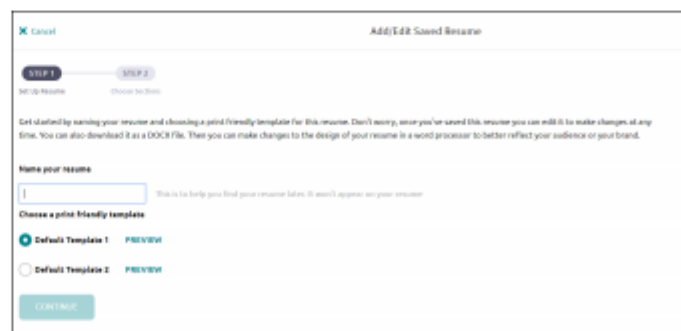 ✕ Cancel
Add/Edit Saved Resume
STEP 1
STEP 2
Set Up Resume
Choose Sections
Get started by naming your resume and choosing a print friendly template for this resume. Don't worry, once you've saved this resume you can edit it to make changes at any
time. You can also download it as a DOCX file. Then you can make changes to the design of your resume in a word processor to better reflect your audience or your brand.
Name your resume
This is to help you find your resume later. It won't appear on your resume
Choose a print friendly template
Default Template 1 PREVIEW
Default Template 2 PREVIEW
CONTINUE